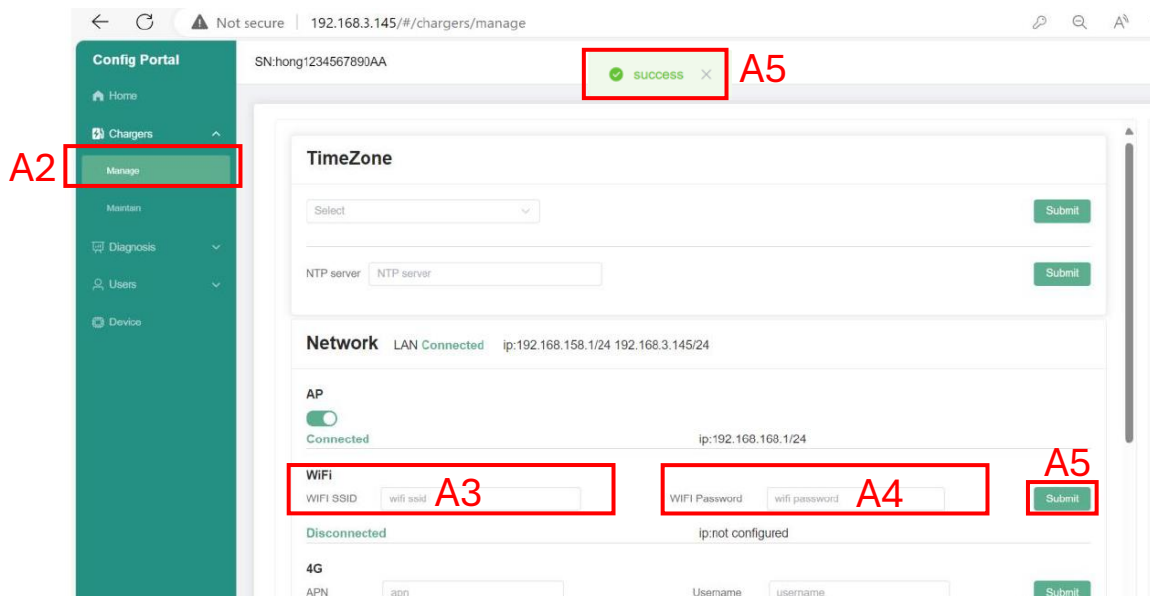 Not secure 192.168.3.145/#/chargers/manage A
Config Portal SN:hong1234567890AA success A5
Home
Chargers
A2 Manage
Maintain
Diagnosis
Users
Device
TimeZone
Select Submit
NTP server NTP server Submit
Network LAN Connected ip:192.168.158.1/24 192.168.3.145/24
AP
Connected ip:192.168.168.1/24
WiFi A5
WIFI SSID wifi ssid A3 WIFI Password wifi password A4 Submit
Disconnected ip:not configured
4G
APN apn Username username Submit